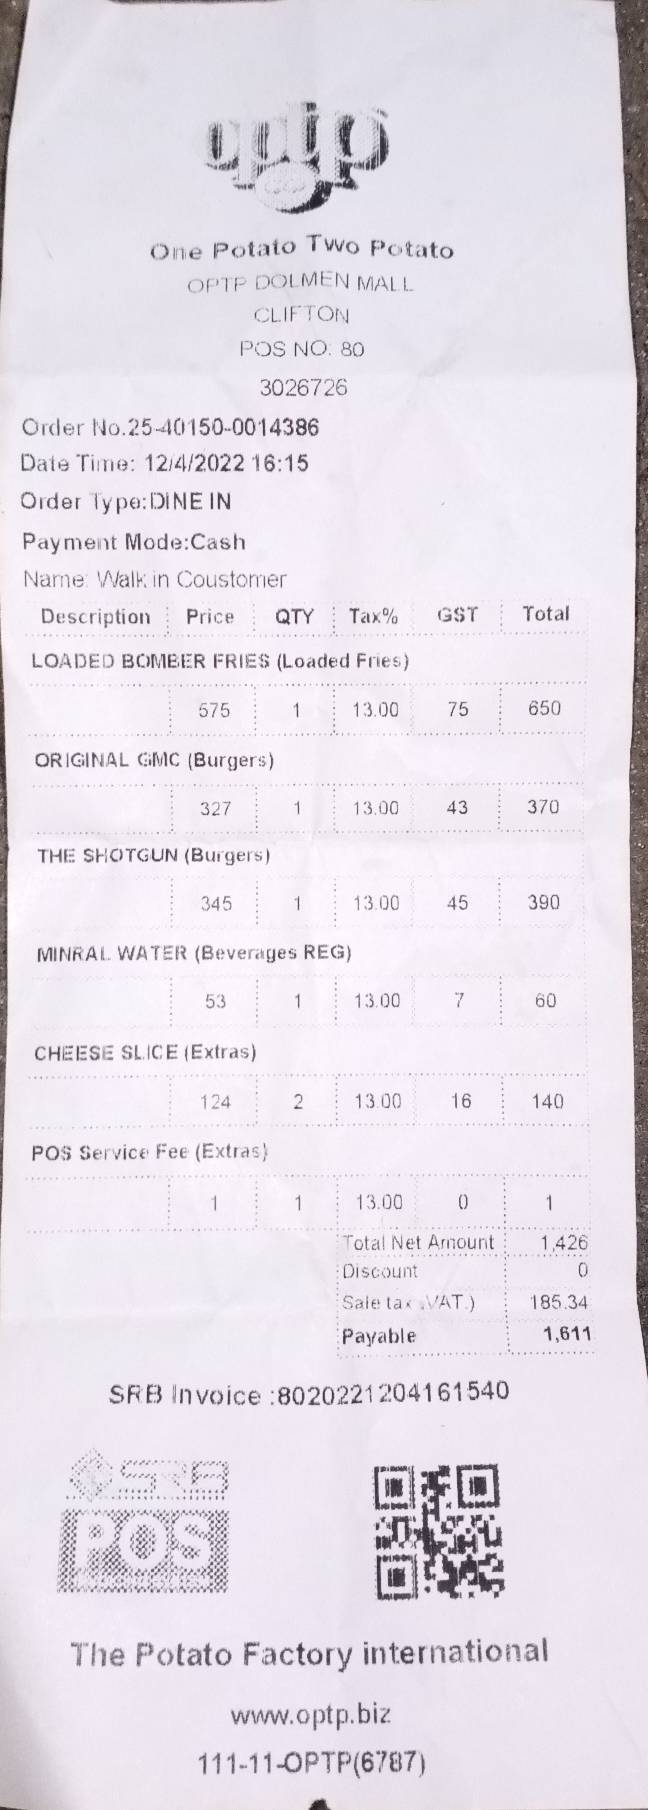 optp
One Potato Two Potato
OPTP DOLMEN MALL
CLIFTON
POS NO. 80
3026726
Order No.25-40150-0014386
Date Time: 12/4/2022 16:15
Order Type:DINE IN
Payment Mode:Cash
Name: Walk in Coustomer
Description Price QTY Tax% GST Total
LOADED BOMBER FRIES (Loaded Fries)
575 1 13.00 75 650
ORIGINAL GMC (Burgers)
327 1 13.00 43 370
THE SHOTGUN (Burgers)
345 1 13.00 45 390
MINRAL WATER (Beverages REG)
53 1 13.00 7 60
CHEESE SLICE (Extras)
124 2 13.00 16 140
POS Service Fee (Extras)
1 1 13.00 0 1
Total Net Amount 1,426
Discount 0
Sale tax VAT.) 185.34
Payable 1,611
SRB Invoice :8020221204161540
SRB
POS
The Potato Factory international
www.optp.biz
111-11-OPTP(6787)